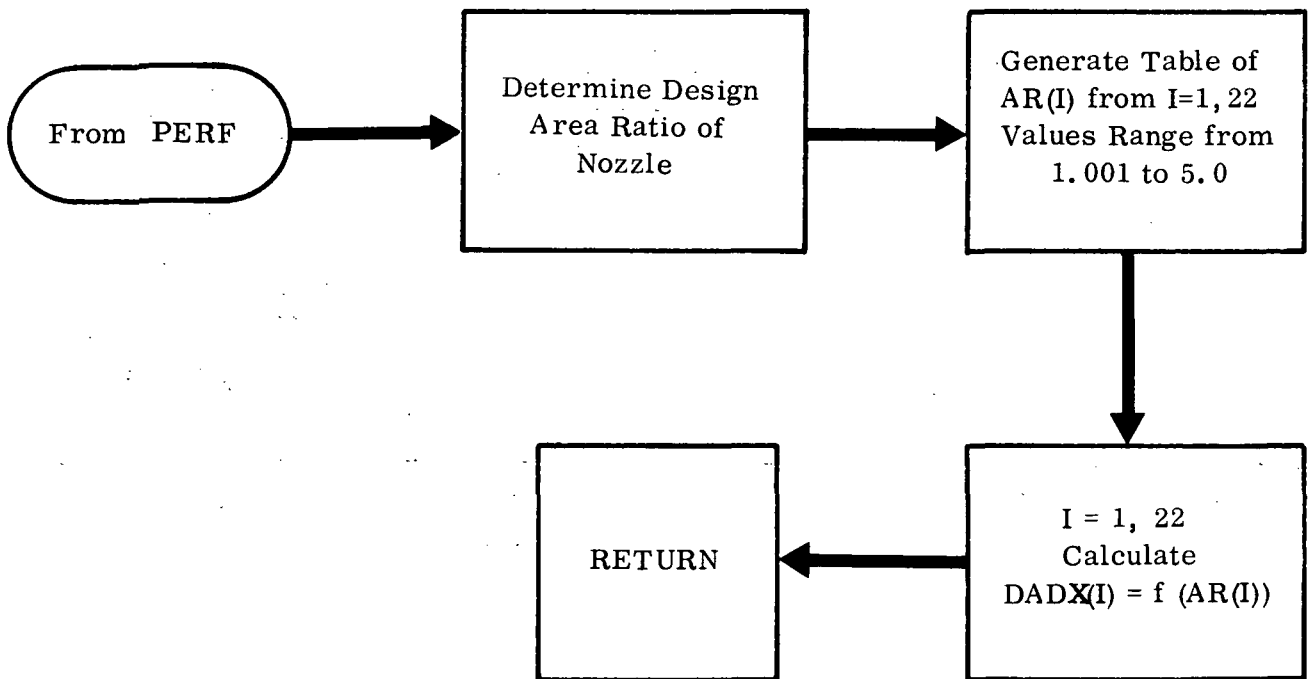 From PERF
Determine Design
Area Ratio of
Nozzle
Generate Table of
AR(I) from I=1, 22
Values Range from
1.001 to 5.0
I = 1, 22
Calculate
DADX(I) = f (AR(I))
RETURN